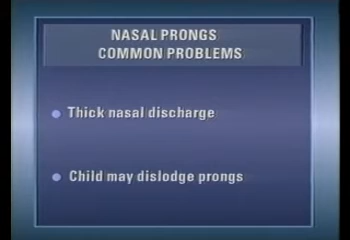 NASAL PRONGS
COMMON PROBLEMS
Thick nasal discharge
Child may dislodge prongs